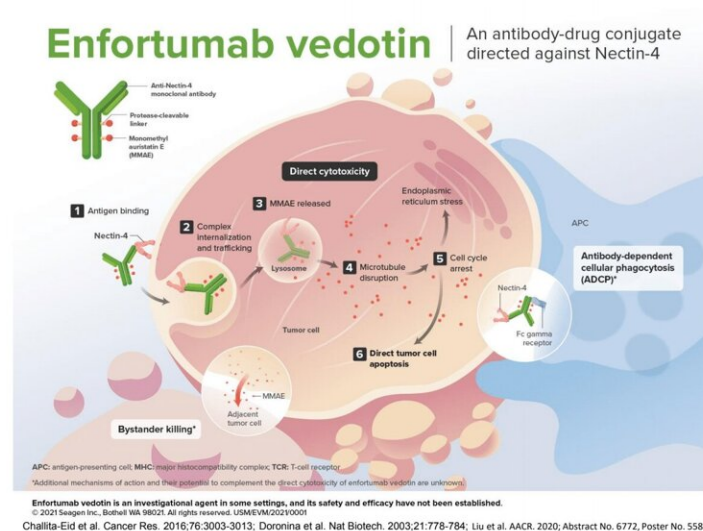 Enfortumab vedotin
An antibody-drug conjugate
directed against Nectin-4
Anti-Nectin-4
monoclonal antibody
Protease-cleavable
linker
Monomethyl
auristatin E
(MMAE)
Direct cytotoxicity
1 Antigen binding
Nectin-4
2 Complex
internalization
and trafficking
3 MMAE released
Lysosome
4 Microtubule
disruption
Endoplasmic
reticulum stress
5 Cell cycle
arrest
6 Direct tumor cell
apoptosis
Tumor cell
APC
Antibody-dependent
cellular phagocytosis
(ADCP)*
Nectin-4
Fc gamma
receptor
MMAE
Adjacent
tumor cell
Bystander killing*
APC: antigen-presenting cell; MHC: major histocompatibility complex; TCR: T-cell receptor
*Additional mechanisms of action and their potential to complement the direct cytotoxicity of enfortumab vedotin are unknown.
Enfortumab vedotin is an investigational agent in some settings, and its safety and efficacy have not been established.
© 2021 Seagen Inc., Bothell WA 98021. All rights reserved. USM/EVM/2021/0001
Challita-Eid et al. Cancer Res. 2016;76:3003-3013; Doronina et al. Nat Biotech. 2003;21:778-784; Liu et al. AACR. 2020; Abstract No. 6772, Poster No. 558